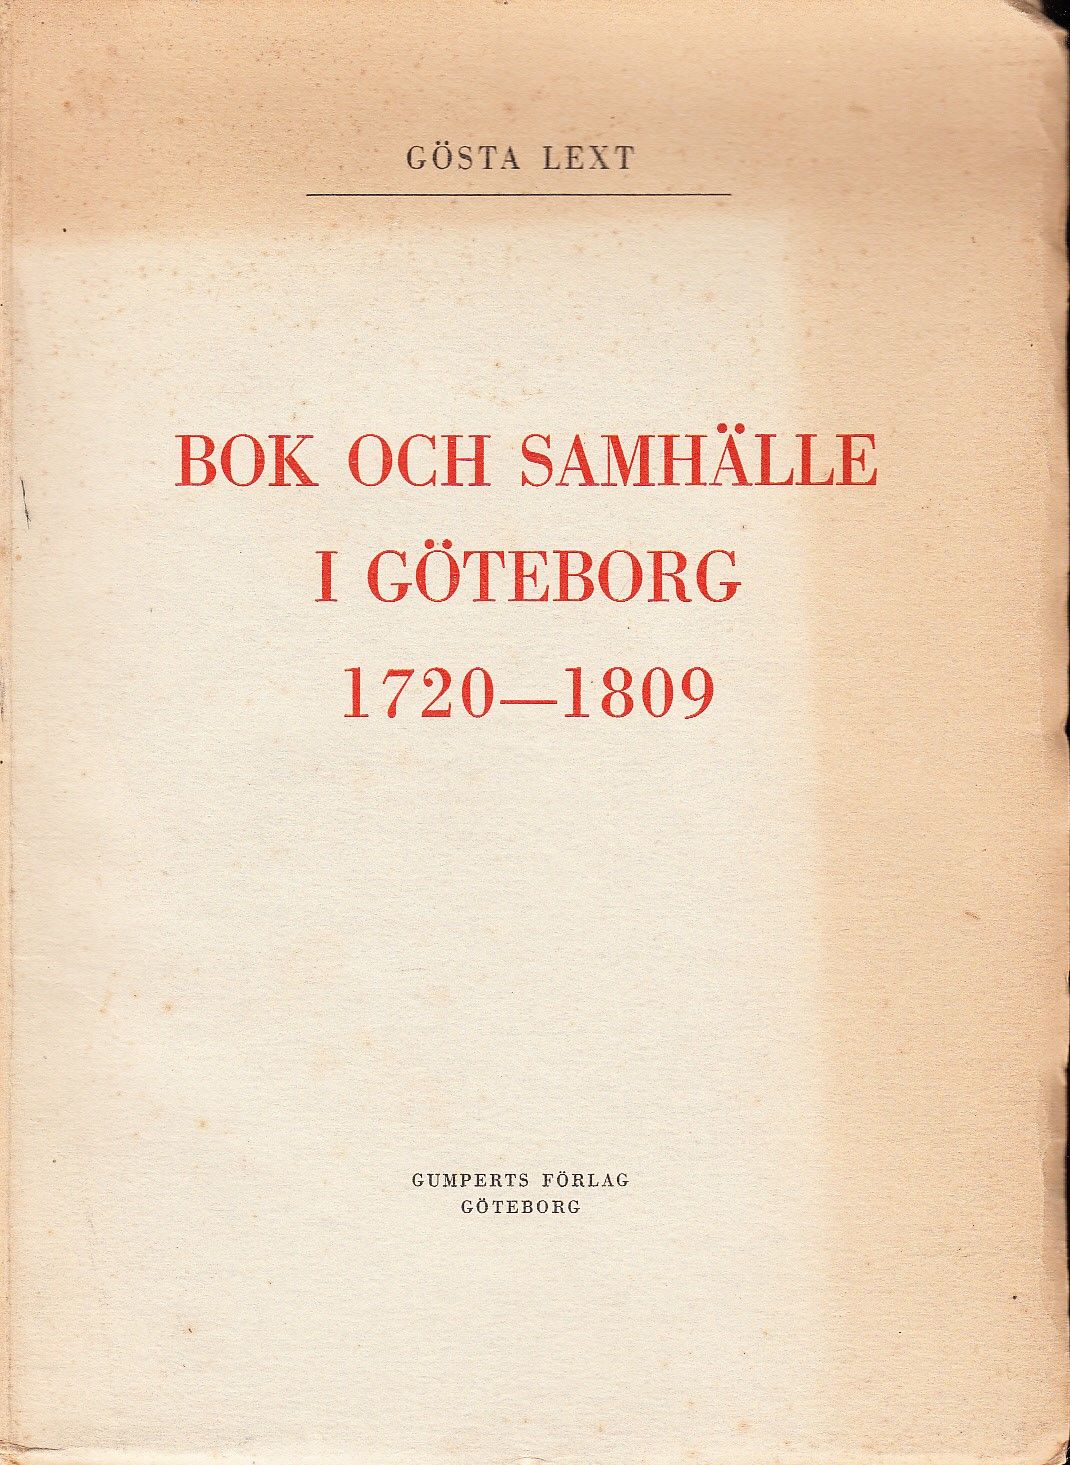 GÖSTA LEXT
BOK OCH SAMHÄLLE
I GÖTEBORG
1720—1809
GUMPERTS FÖRLAG
GÖTEBORG